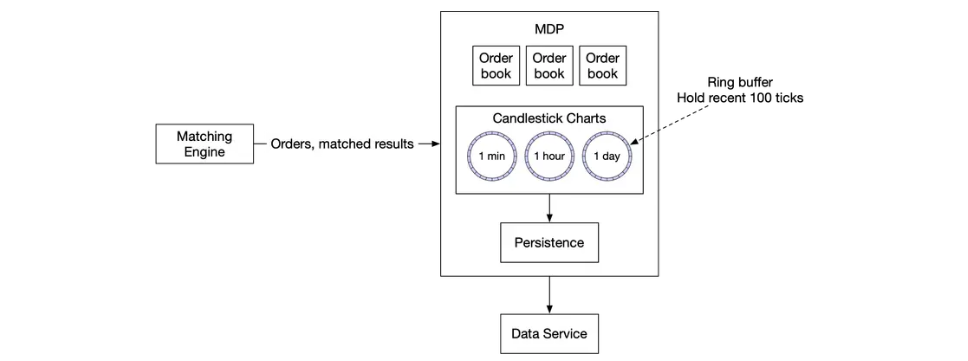 MDP
Order
book
Order
book
Order
book
Ring buffer
Hold recent 100 ticks
Candlestick Charts
Matching
Engine
Orders, matched results
1 min
1 hour
1 day
Persistence
Data Service